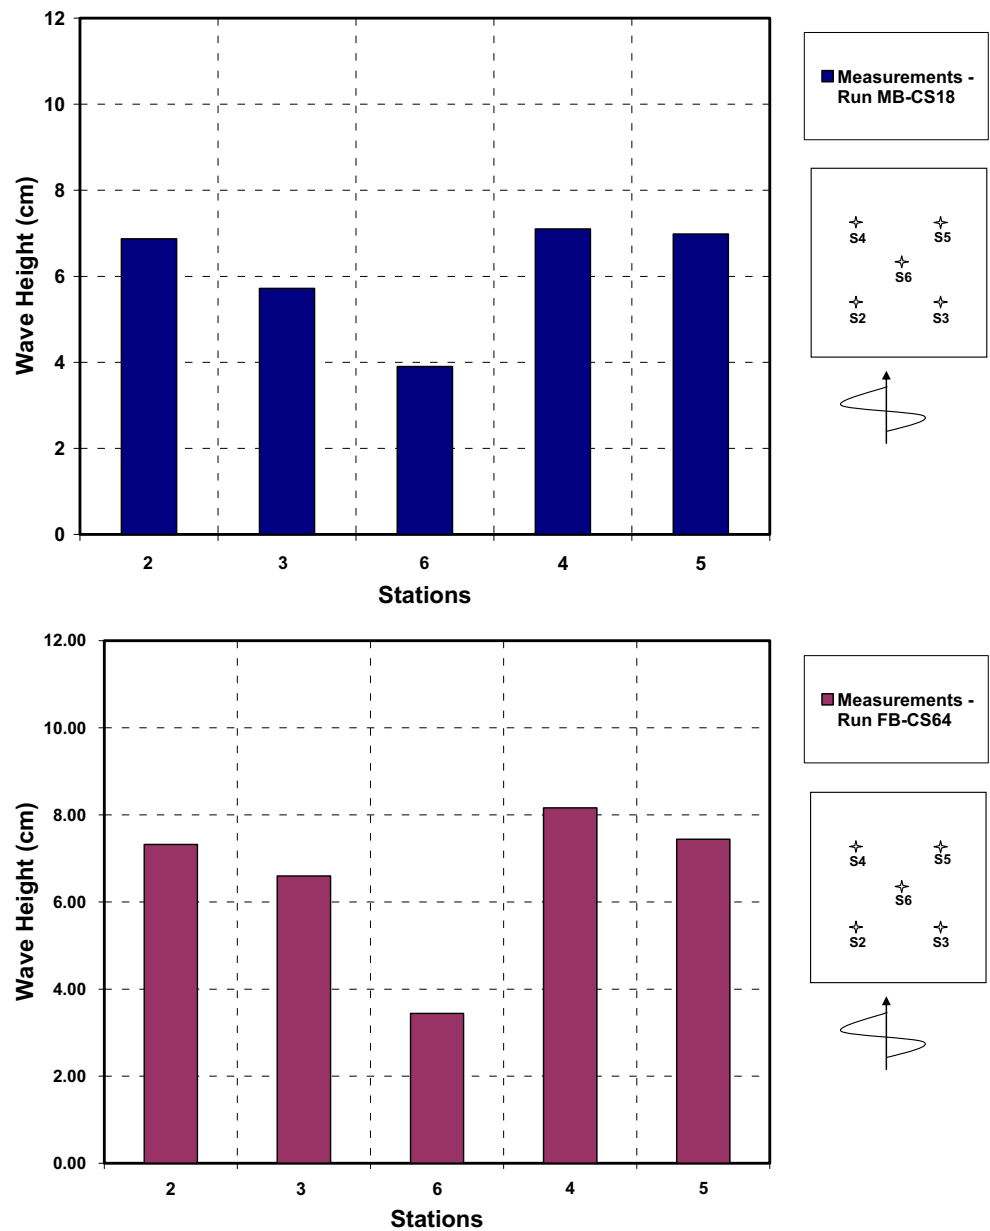 12
10
8
6
4
2
0
Wave Height (cm)
2 3 6 4 5
Stations
Measurements -
Run MB-CS18
S4 S5
S6
S2 S3
12.00
10.00
8.00
6.00
4.00
2.00
0.00
Wave Height (cm)
2 3 6 4 5
Stations
Measurements -
Run FB-CS64
S4 S5
S6
S2 S3